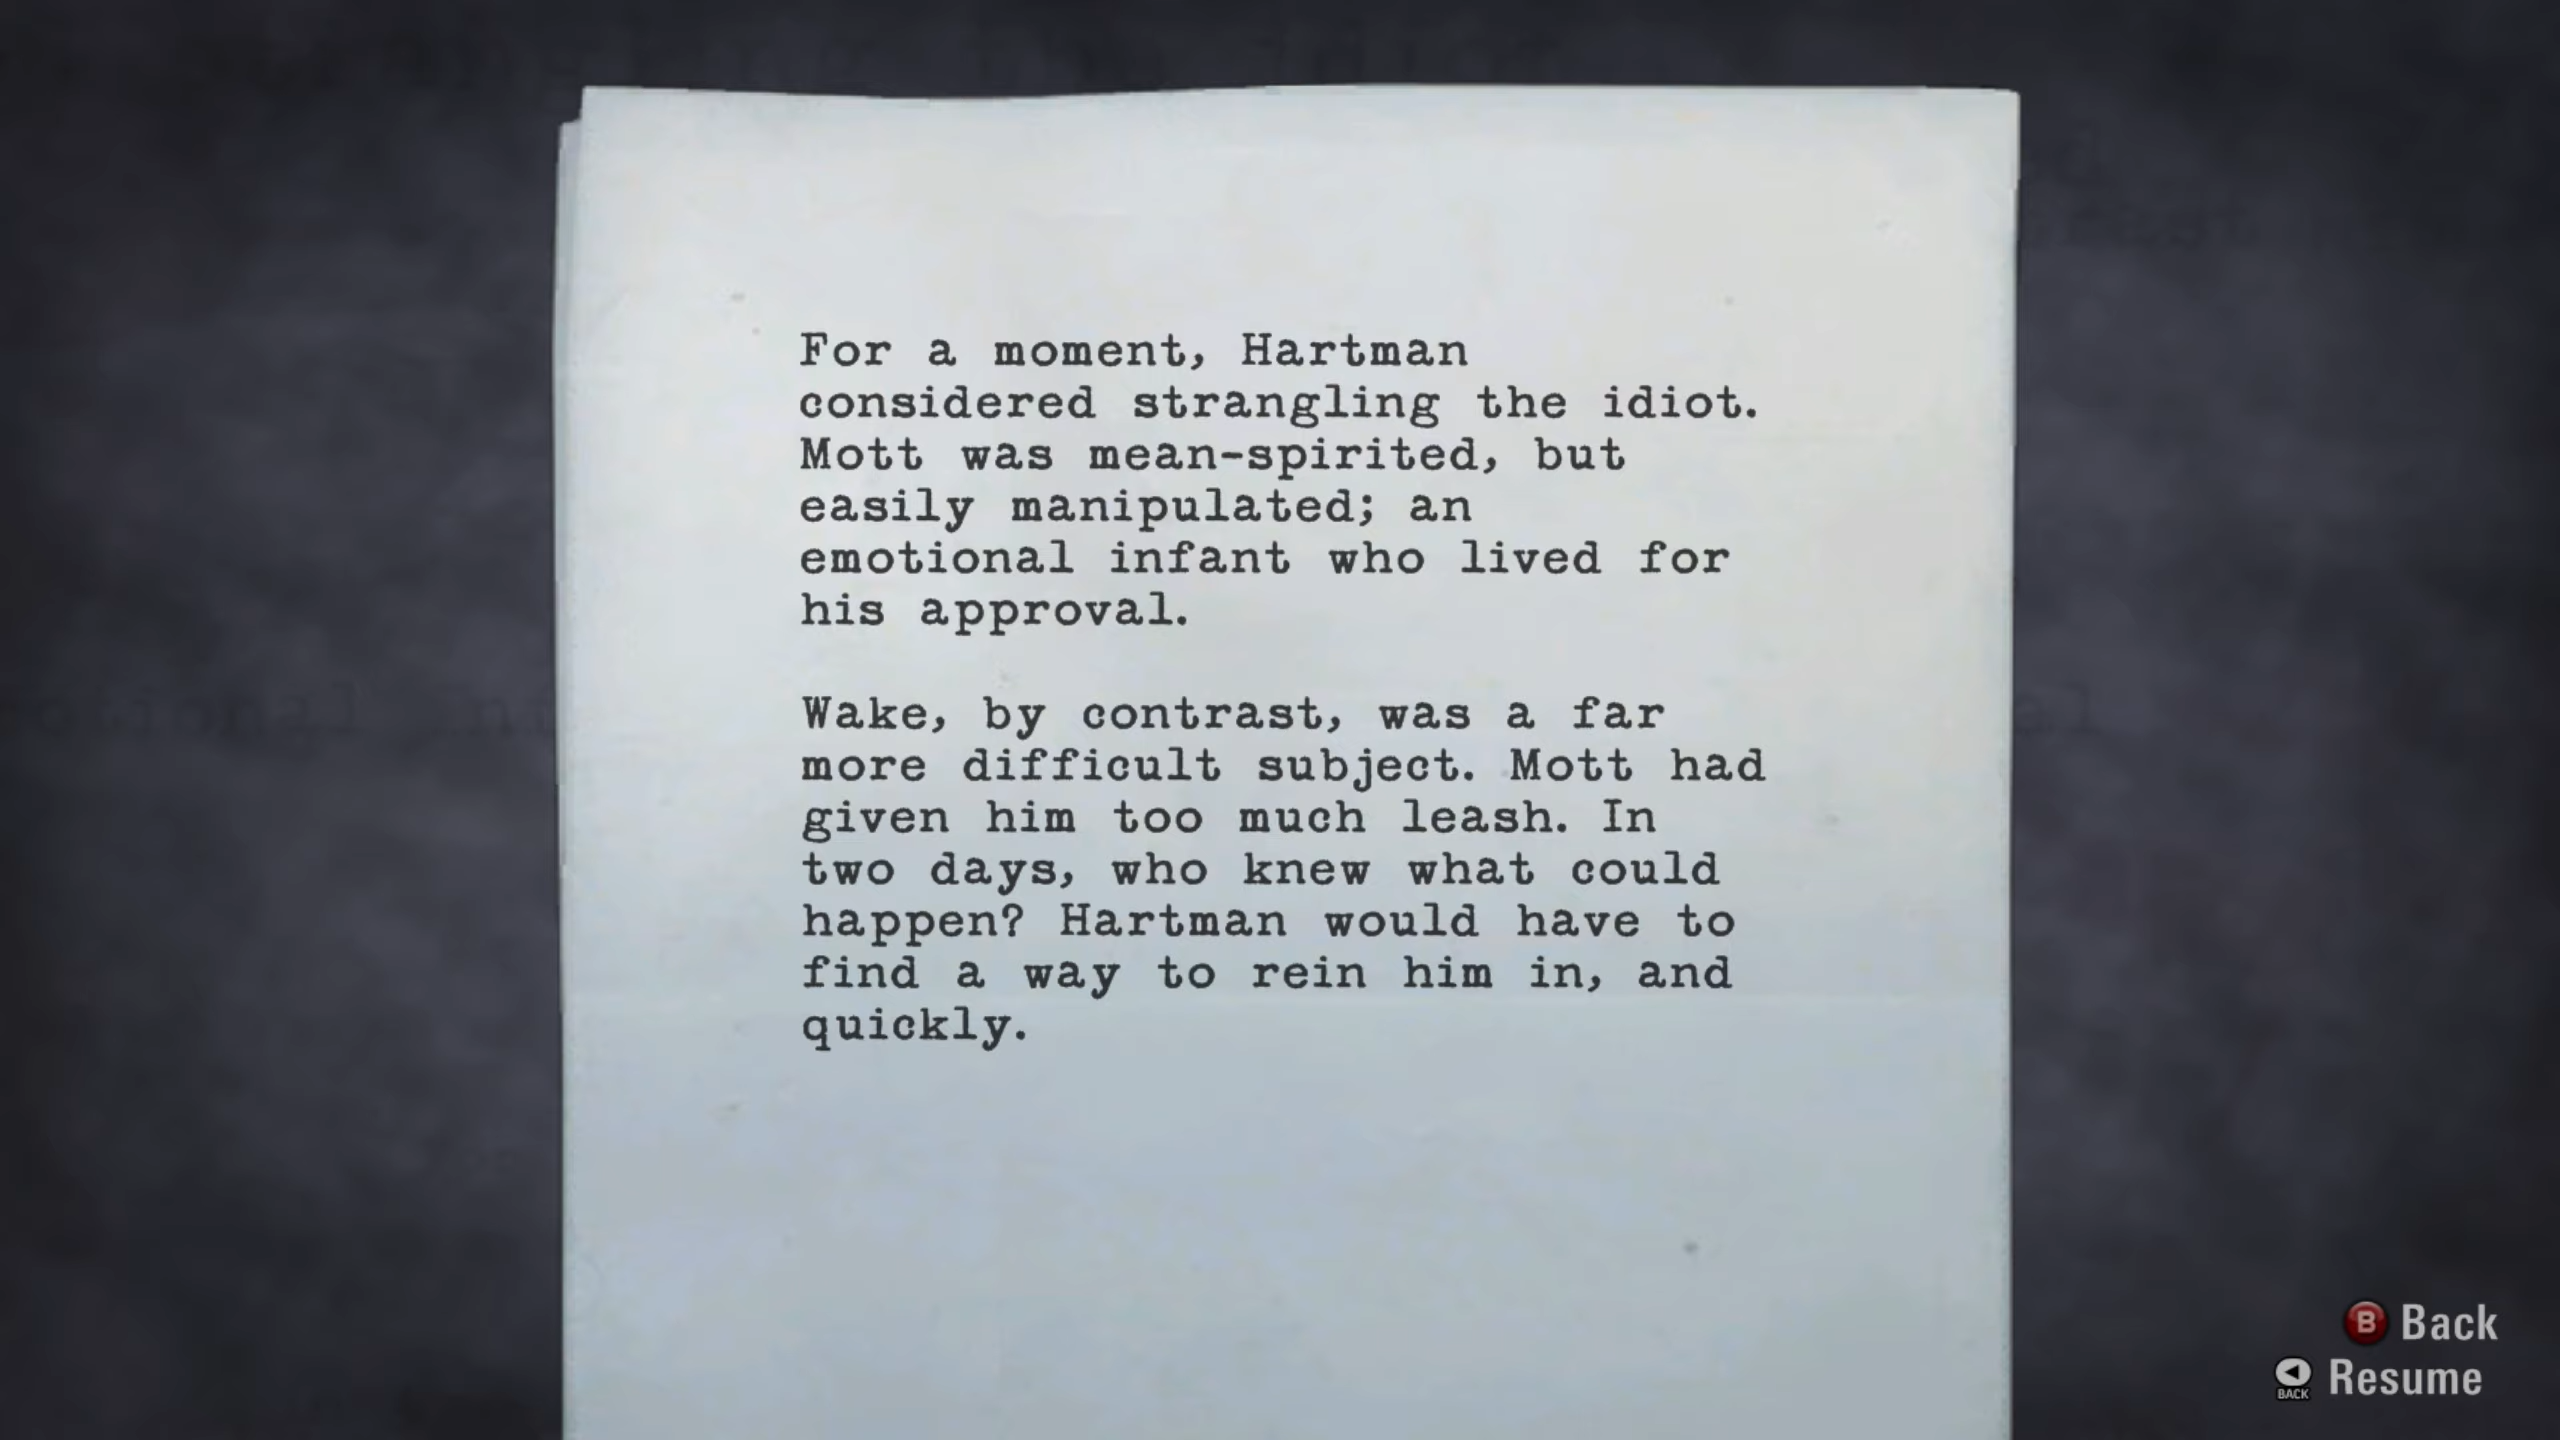 For a moment, Hartman
considered strangling the idiot.
Mott was mean-spirited, but
easily manipulated; an
emotional infant who lived for
his approval.
Wake, by contrast, was a far
more difficult subject. Mott had
given him too much leash. In
two days, who knew what could
happen? Hartman would have to
find a way to rein him in, and
quickly.
B Back
BACK Resume